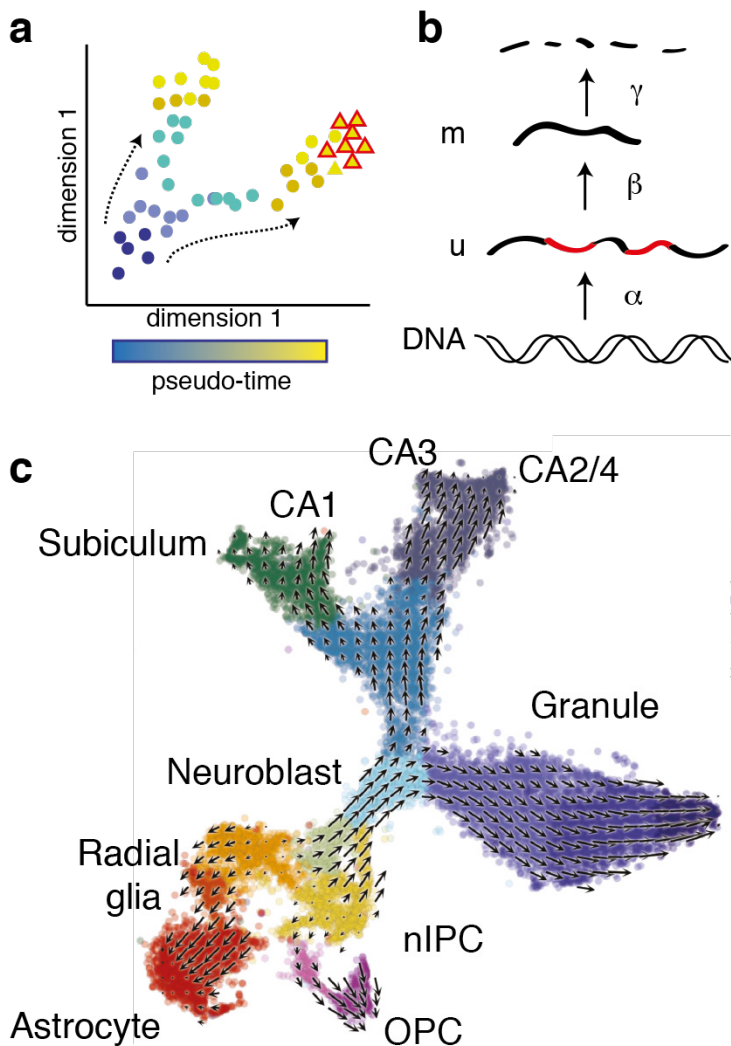 a
dimension 1
dimension 1
pseudo-time
b
γ
m
β
u
α
DNA
c
CA3
CA2/4
CA1
Subiculum
Granule
Neuroblast
Radial
glia
nIPC
Astrocyte
OPC